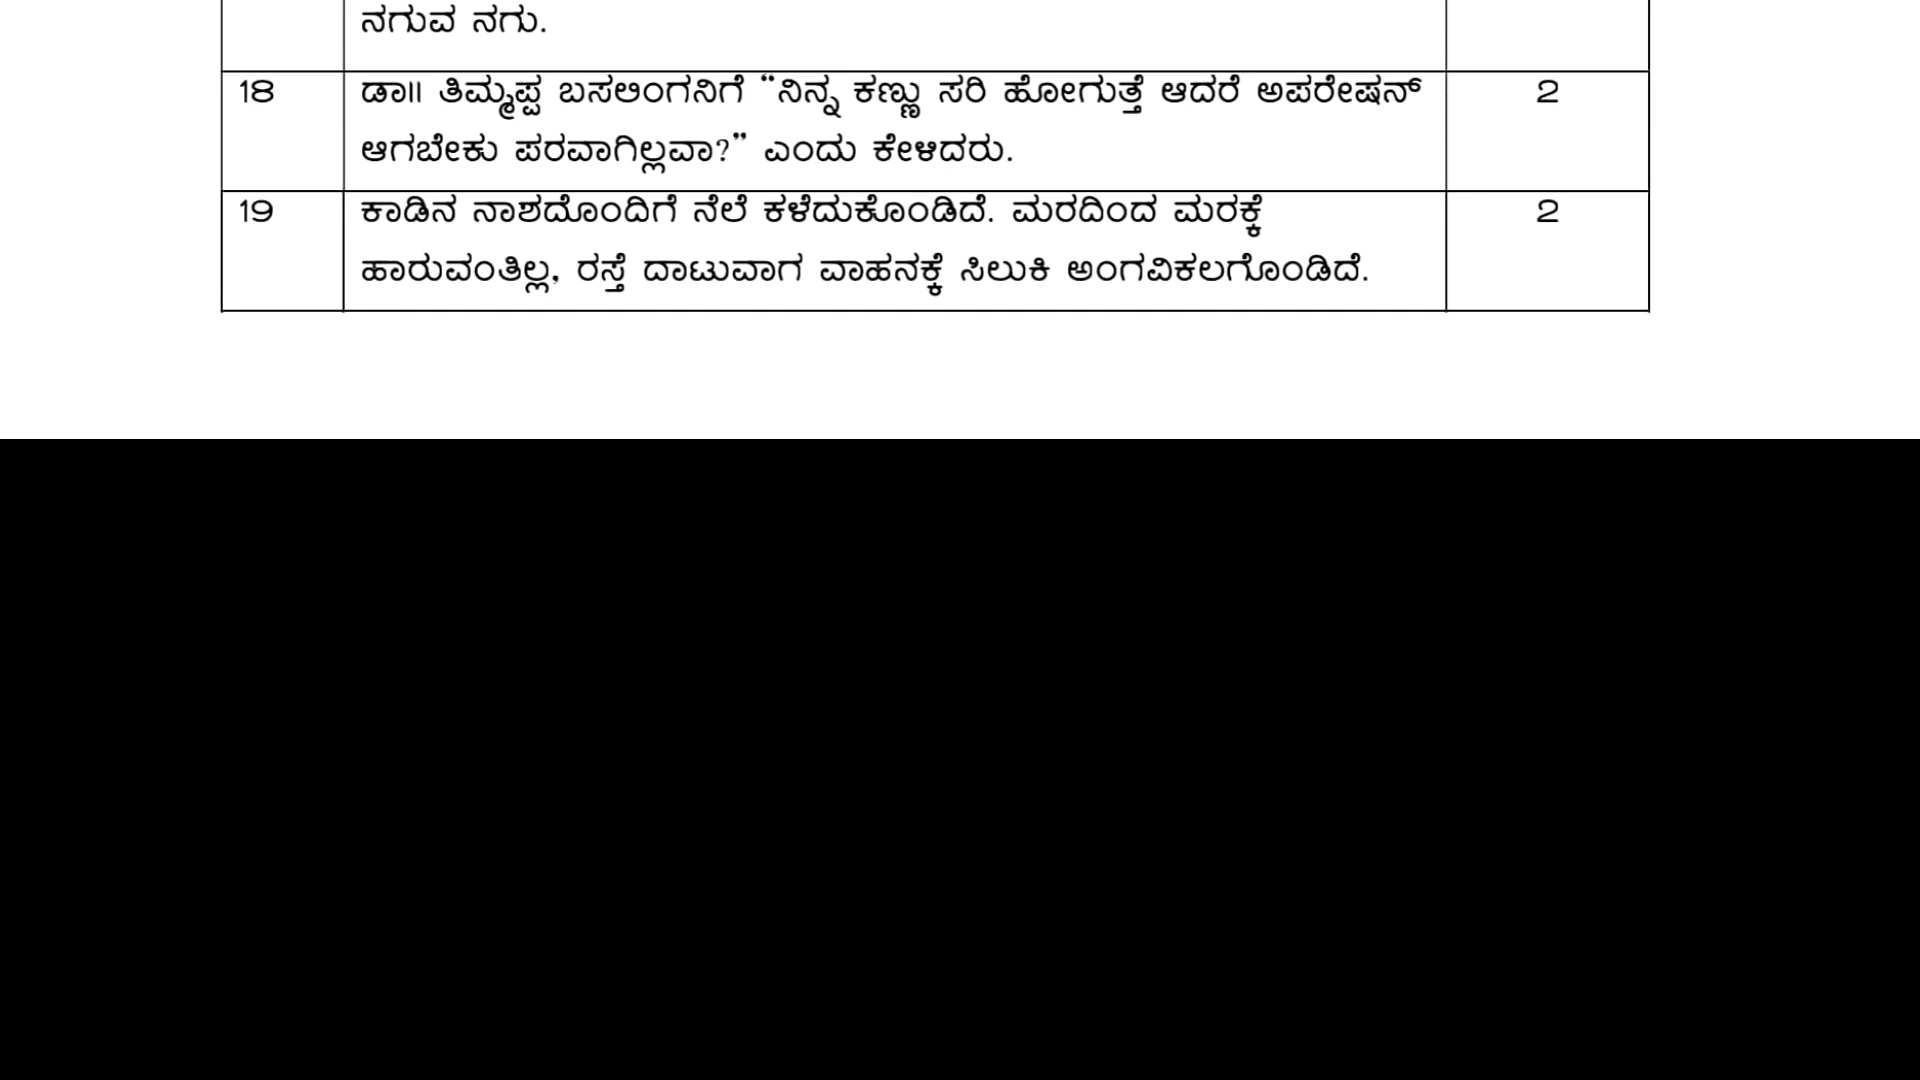 ನಗುವ ನಗು.
18 ಡಾ॥ ತಿಮ್ಮಪ್ಪ ಬಸಲಿಂಗನಿಗೆ “ನಿನ್ನ ಕಣ್ಣು ಸರಿ ಹೋಗುತ್ತೆ ಆದರೆ ಅಪರೇಷನ್ 2
ಆಗಬೇಕು ಪರವಾಗಿಲ್ಲವಾ?” ಎಂದು ಕೇಳಿದರು.
19 ಕಾಡಿನ ನಾಶದೊಂದಿಗೆ ನೆಲೆ ಕಳೆದುಕೊಂಡಿದೆ. ಮರದಿಂದ ಮರಕ್ಕೆ 2
ಹಾರುವಂತಿಲ್ಲ, ರಸ್ತೆ ದಾಟುವಾಗ ವಾಹನಕ್ಕೆ ಸಿಲುಕಿ ಅಂಗವಿಕಲಗೊಂಡಿದೆ.